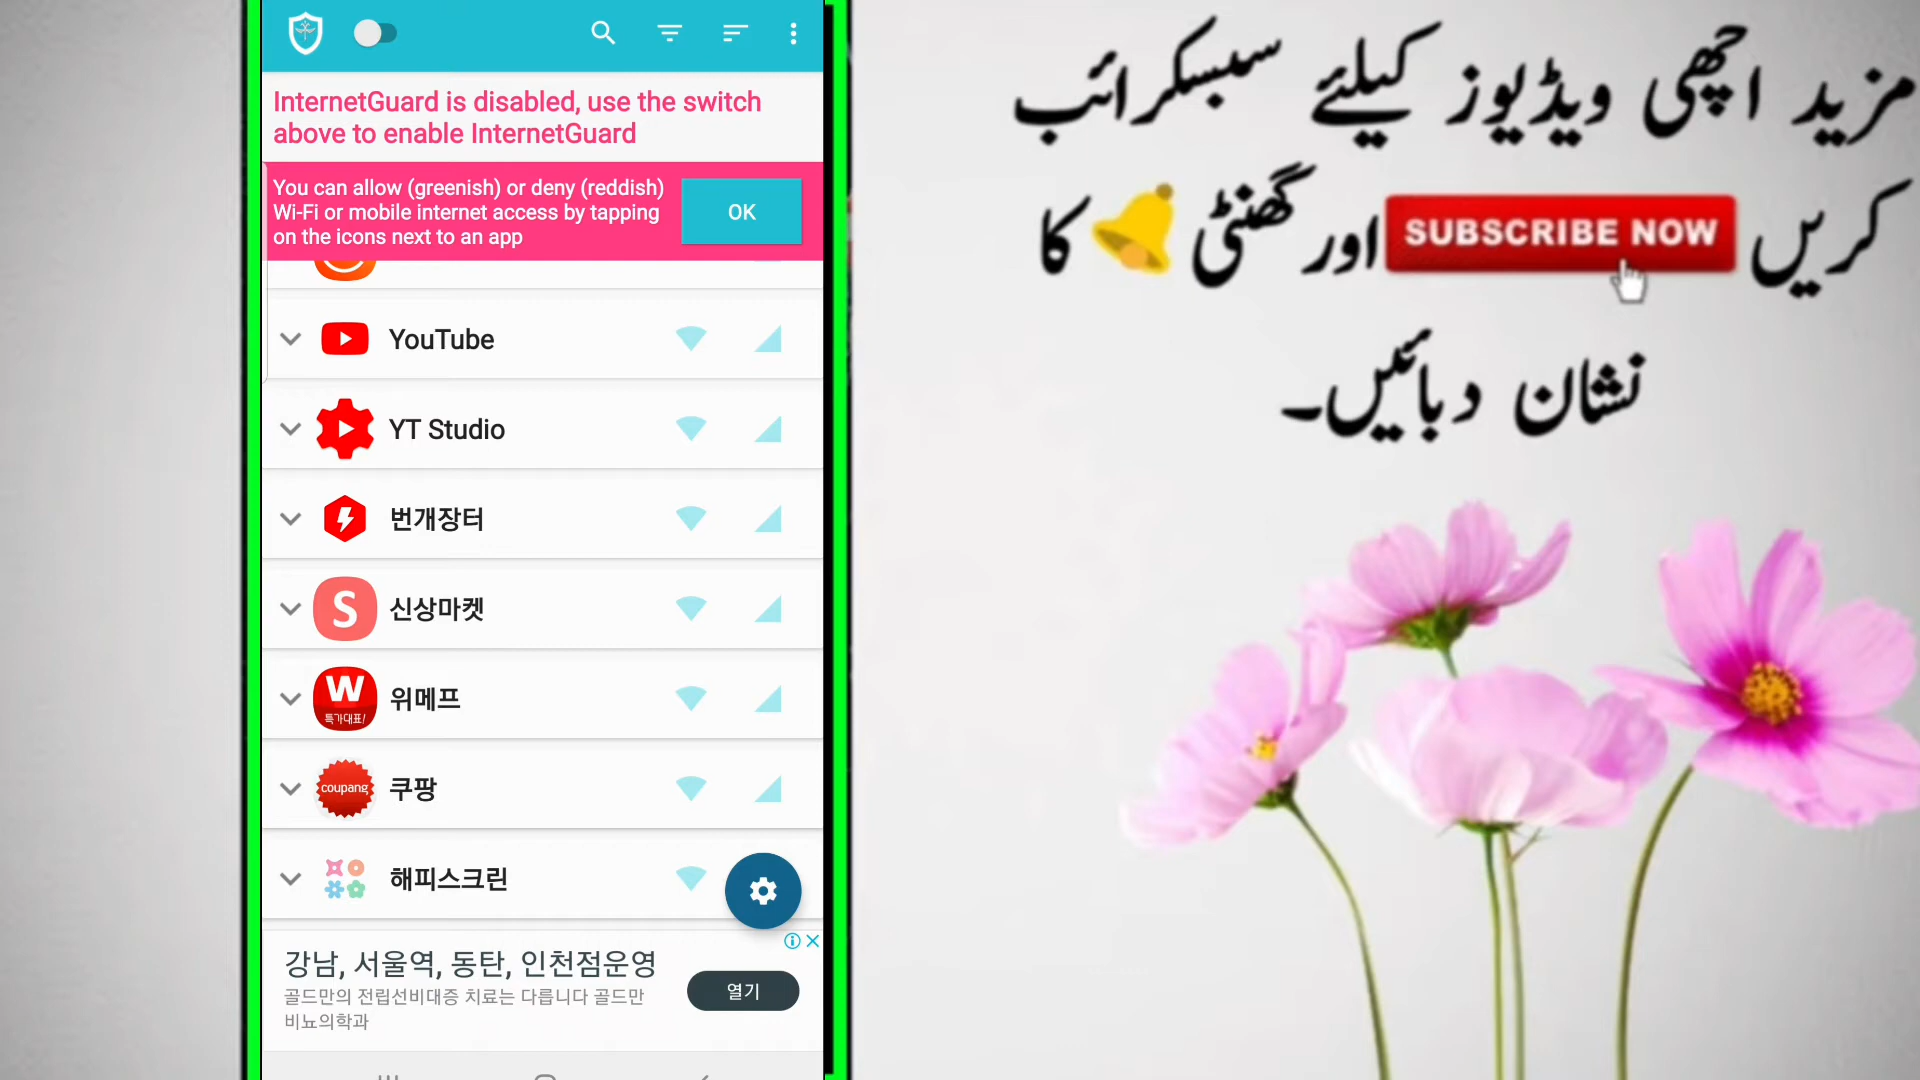 InternetGuard is disabled, use the switch
above to enable InternetGuard
You can allow (greenish) or deny (reddish)
Wi-Fi or mobile internet access by tapping
on the icons next to an app
OK
YouTube
YT Studio
번개장터
S
신상마켓
W
특가대표!
위메프
coupang
쿠팡
해피스크린
강남, 서울역, 동탄, 인천점운영
골드만의 전립선비대증 치료는 다릅니다 골드만
비뇨의학과
열기
مزید اچھی ویڈیوز کیلئے سبسکرائب
کریں SUBSCRIBE NOW اور گھنٹی کا
نشان دبائیں۔